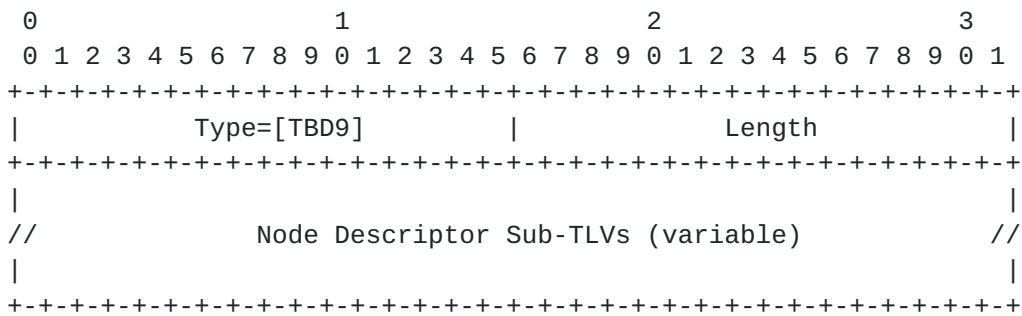 0                   1                   2                   3
 0 1 2 3 4 5 6 7 8 9 0 1 2 3 4 5 6 7 8 9 0 1 2 3 4 5 6 7 8 9 0 1
+-+-+-+-+-+-+-+-+-+-+-+-+-+-+-+-+-+-+-+-+-+-+-+-+-+-+-+-+-+-+-+-+
|           Type=[TBD9]         |             Length            |
+-+-+-+-+-+-+-+-+-+-+-+-+-+-+-+-+-+-+-+-+-+-+-+-+-+-+-+-+-+-+-+-+
|                                                               |
//              Node Descriptor Sub-TLVs (variable)            //
|                                                               |
+-+-+-+-+-+-+-+-+-+-+-+-+-+-+-+-+-+-+-+-+-+-+-+-+-+-+-+-+-+-+-+-+